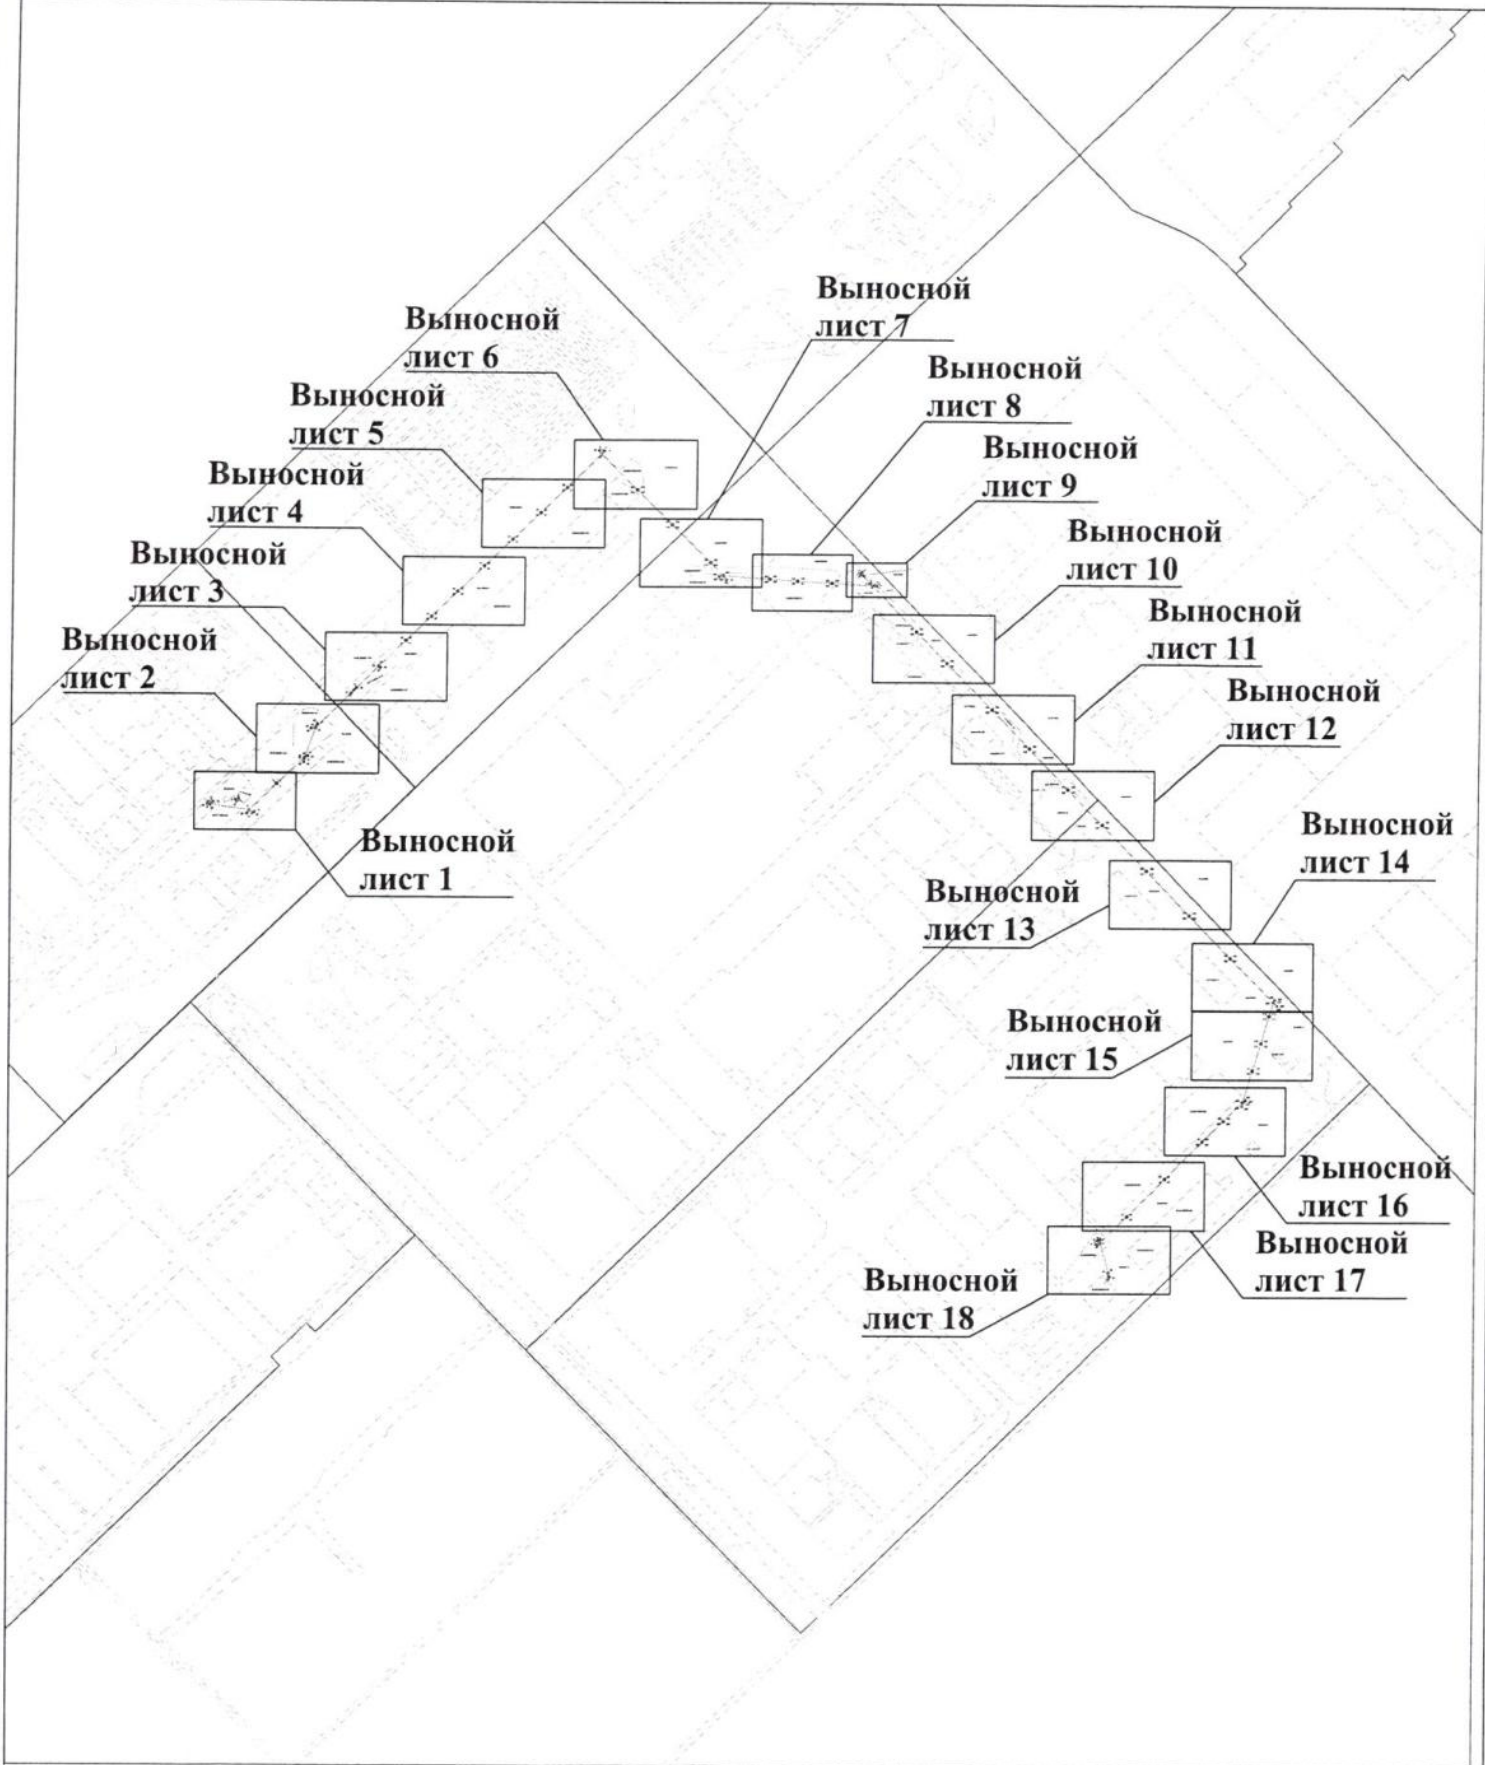 Выносной
лист 7
Выносной
лист 6
Выносной
лист 8
Выносной
лист 5
Выносной
лист 9
Выносной
лист 4
Выносной
лист 10
Выносной
лист 3
Выносной
лист 11
Выносной
лист 2
Выносной
лист 12
Выносной
лист 1
Выносной
лист 14
Выносной
лист 13
Выносной
лист 15
Выносной
лист 16
Выносной
лист 17
Выносной
лист 18